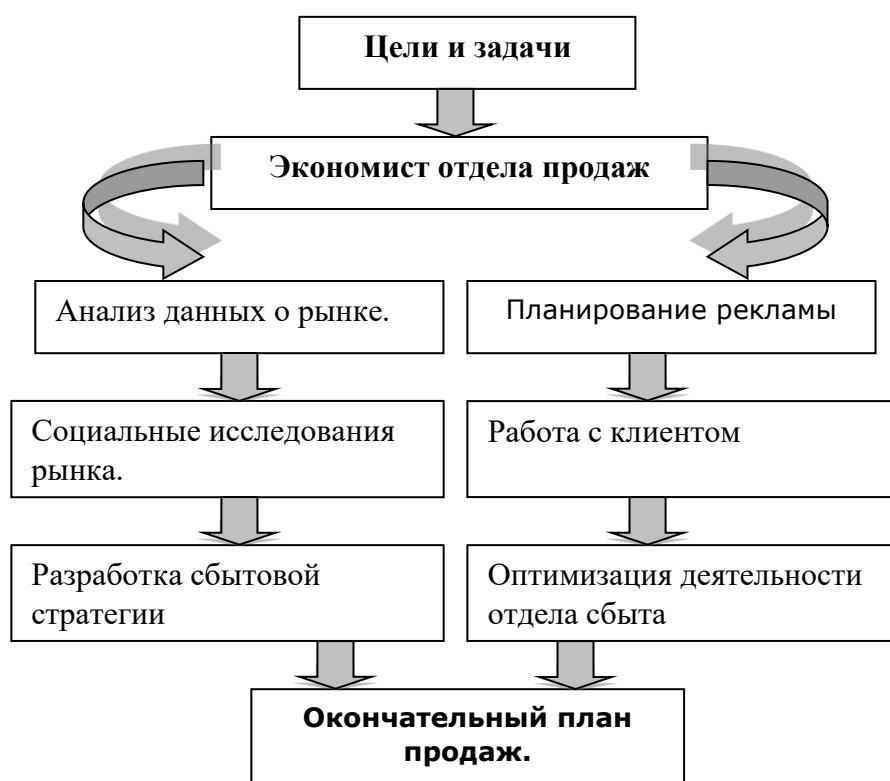 Цели и задачи
Экономист отдела продаж
Анализ данных о рынке.
Планирование рекламы
Социальные исследования
рынка.
Работа с клиентом
Разработка сбытовой
стратегии
Оптимизация деятельности
отдела сбыта
Окончательный план
продаж.